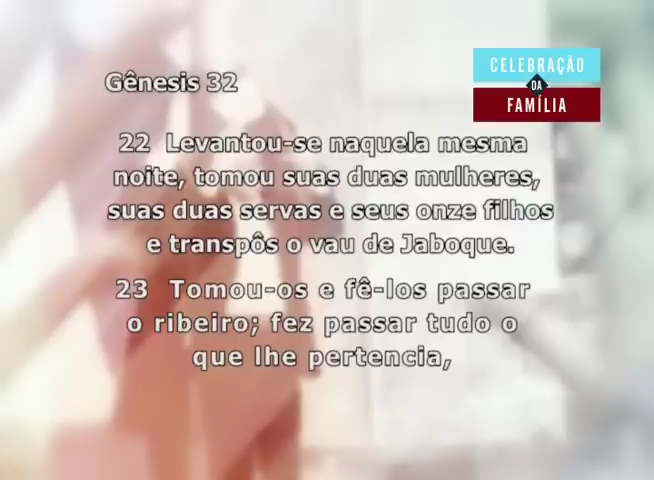 CELEBRAÇÃO
DA
FAMÍLIA
Gênesis 32
22 Levantou-se naquela mesma
noite, tomou suas duas mulheres,
suas duas servas e seus onze filhos
e transpôs o vau de Jaboque.
23 Tomou-os e fê-los passar
o ribeiro; fez passar tudo o
que lhe pertencia,